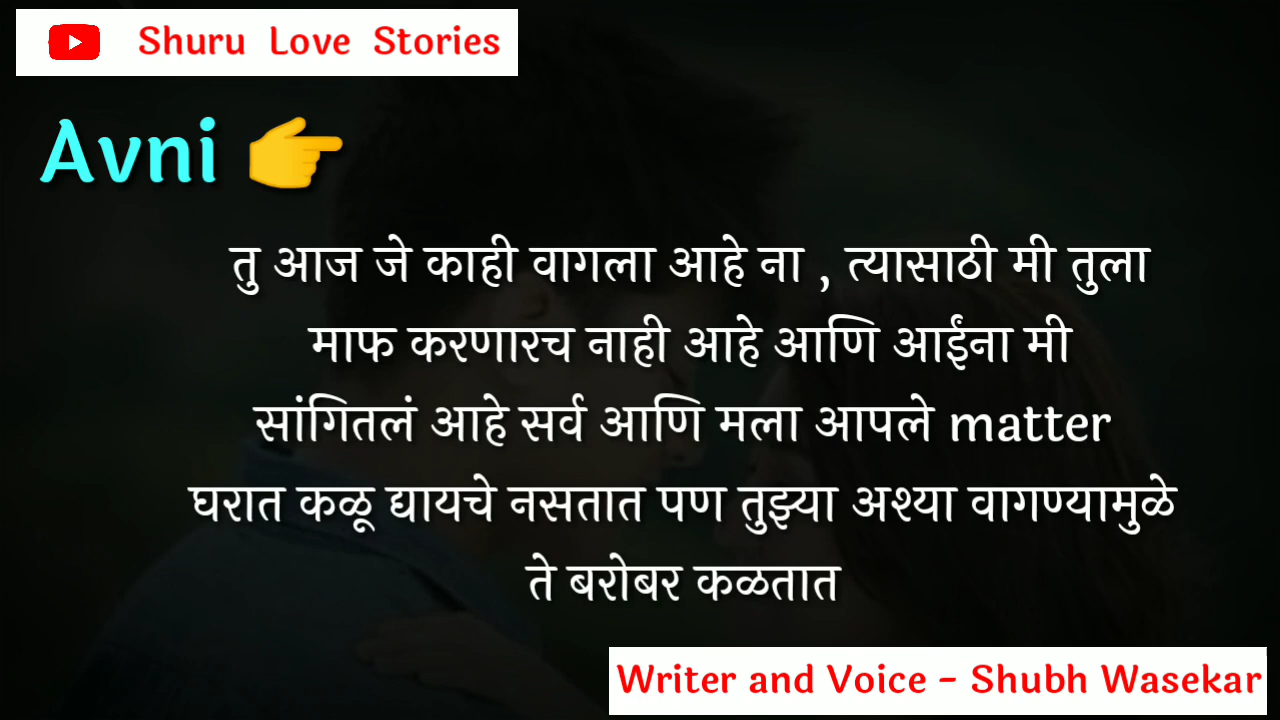 Shuru Love Stories
Avni 👉
तु आज जे काही वागला आहे ना , त्यासाठी मी तुला
माफ करणारच नाही आहे आणि आईंना मी
सांगितलं आहे सर्व आणि मला आपले matter
घरात कळू द्यायचे नसतात पण तुझ्या अश्या वागण्यामुळे
ते बरोबर कळतात
Writer and Voice - Shubh Wasekar